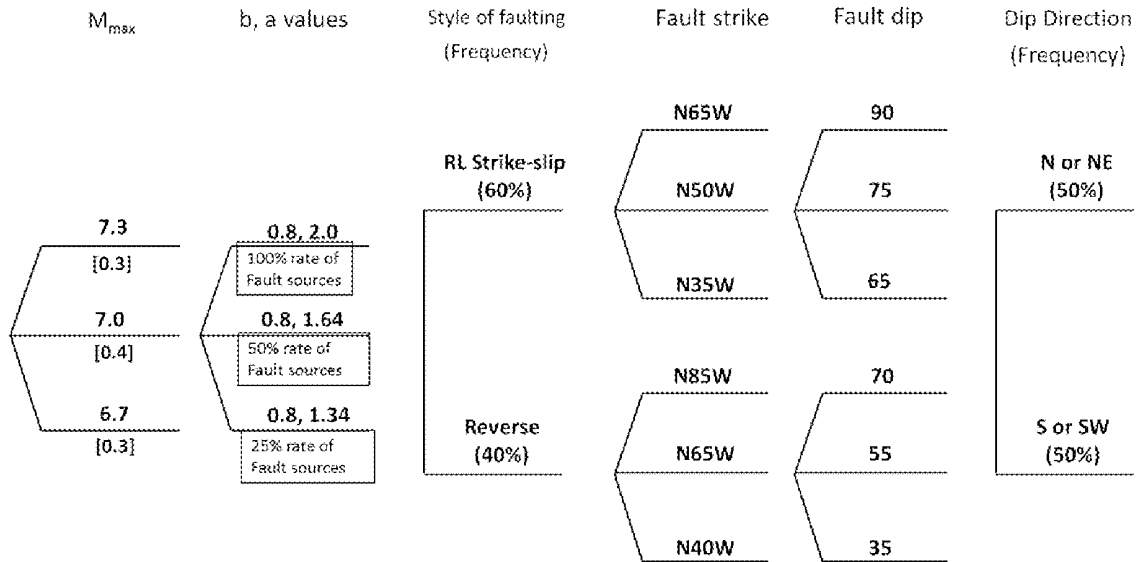 M_max
b, a values
Style of faulting
(Frequency)
Fault strike
Fault dip
Dip Direction
(Frequency)
7.3
[0.3]
7.0
[0.4]
6.7
[0.3]
0.8, 2.0
100% rate of
Fault sources
0.8, 1.64
50% rate of
Fault sources
0.8, 1.34
25% rate of
Fault sources
RL Strike-slip
(60%)
Reverse
(40%)
N65W
N50W
N35W
N85W
N65W
N40W
90
75
65
70
55
35
N or NE
(50%)
S or SW
(50%)